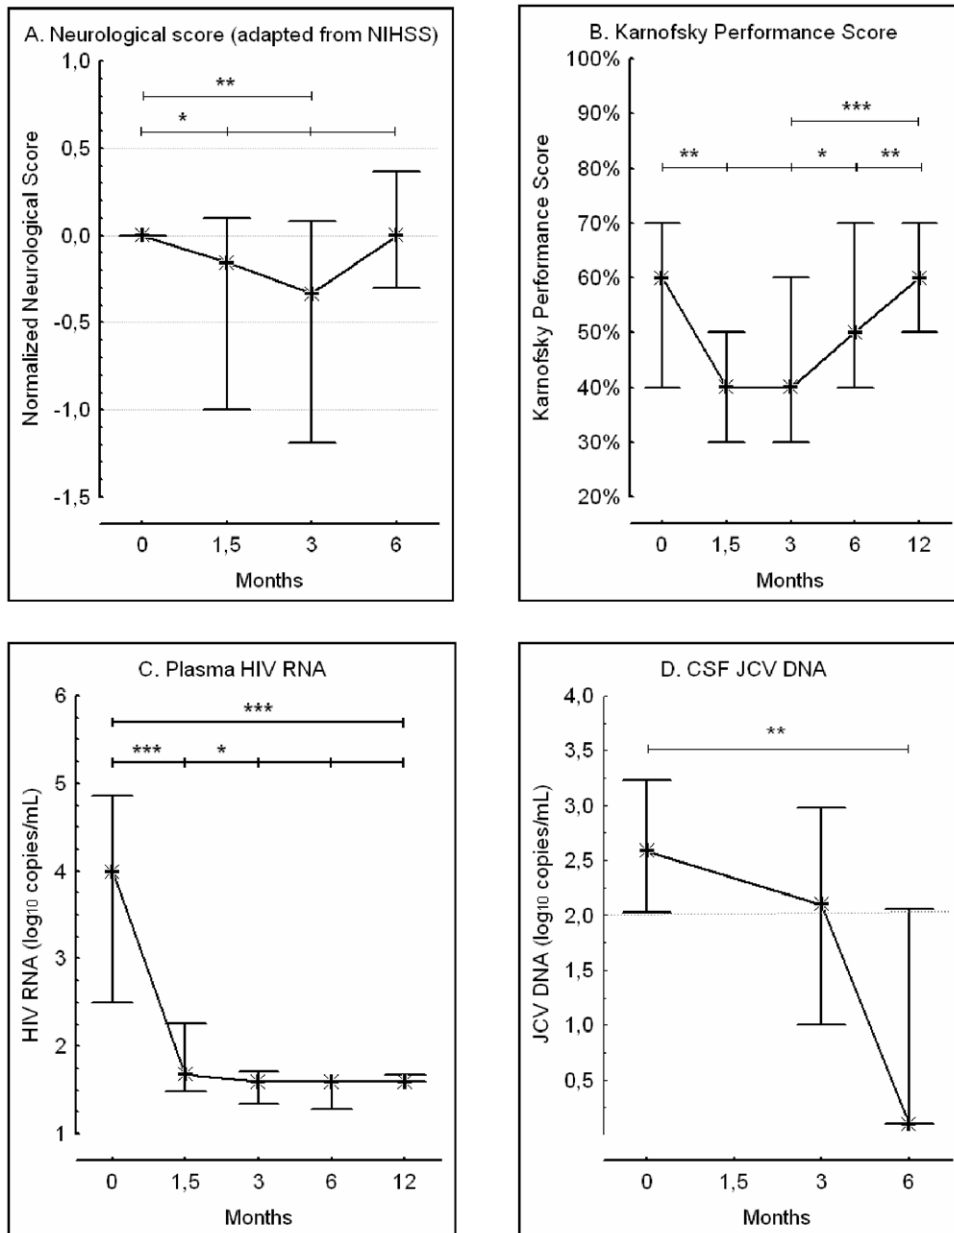 A. Neurological score (adapted from NIHSS)
1,0
0,5
0,0
-0,5
-1,0
-1,5
Normalized Neurological Score
**
*
0 1,5 3 6
Months
B. Karnofsky Performance Score
100%
90%
80%
70%
60%
50%
40%
30%
20%
Karnofsky Performance Score
***
** * **
0 1,5 3 6 12
Months
C. Plasma HIV RNA
6
5
4
3
2
1
HIV RNA (log10 copies/mL)
***
*** *
0 1,5 3 6 12
Months
D. CSF JCV DNA
4,0
3,5
3,0
2,5
2,0
1,5
1,0
0,5
JCV DNA (log10 copies/mL)
**
0 1,5 3 6
Months